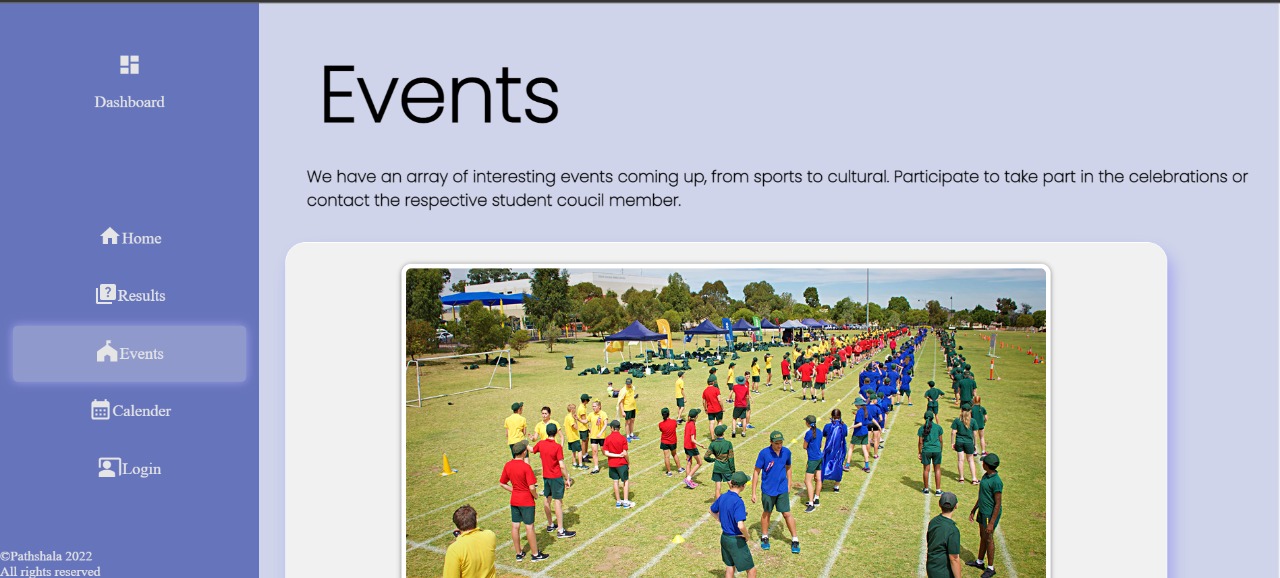 Dashboard
Home
Results
Events
Calender
Login
©Pathshala 2022
All rights reserved
Events
We have an array of interesting events coming up, from sports to cultural. Participate to take part in the celebrations or
contact the respective student coucil member.